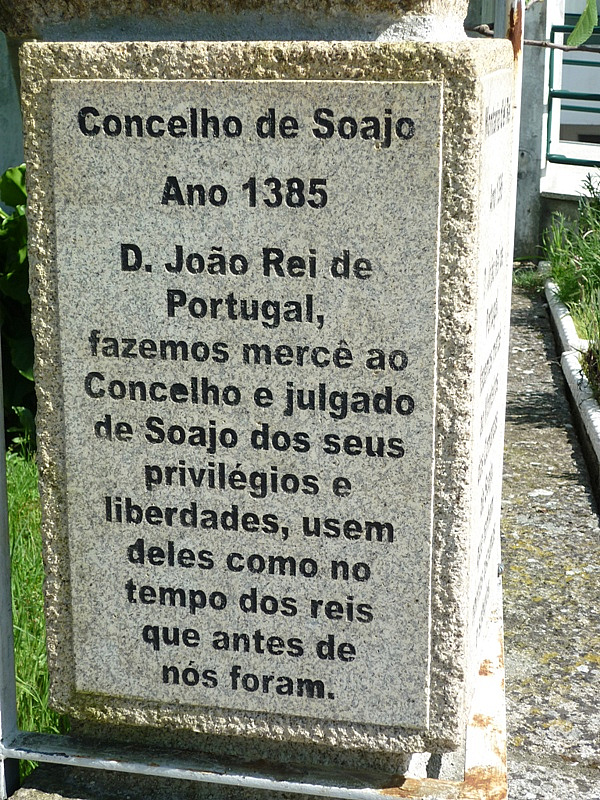 Concelho de Soajo
Ano 1385
D. João Rei de
Portugal,
fazemos mercê ao
Concelho e julgado
de Soajo dos seus
privilégios e
liberdades, usem
deles como no
tempo dos reis
que antes de
nós foram.